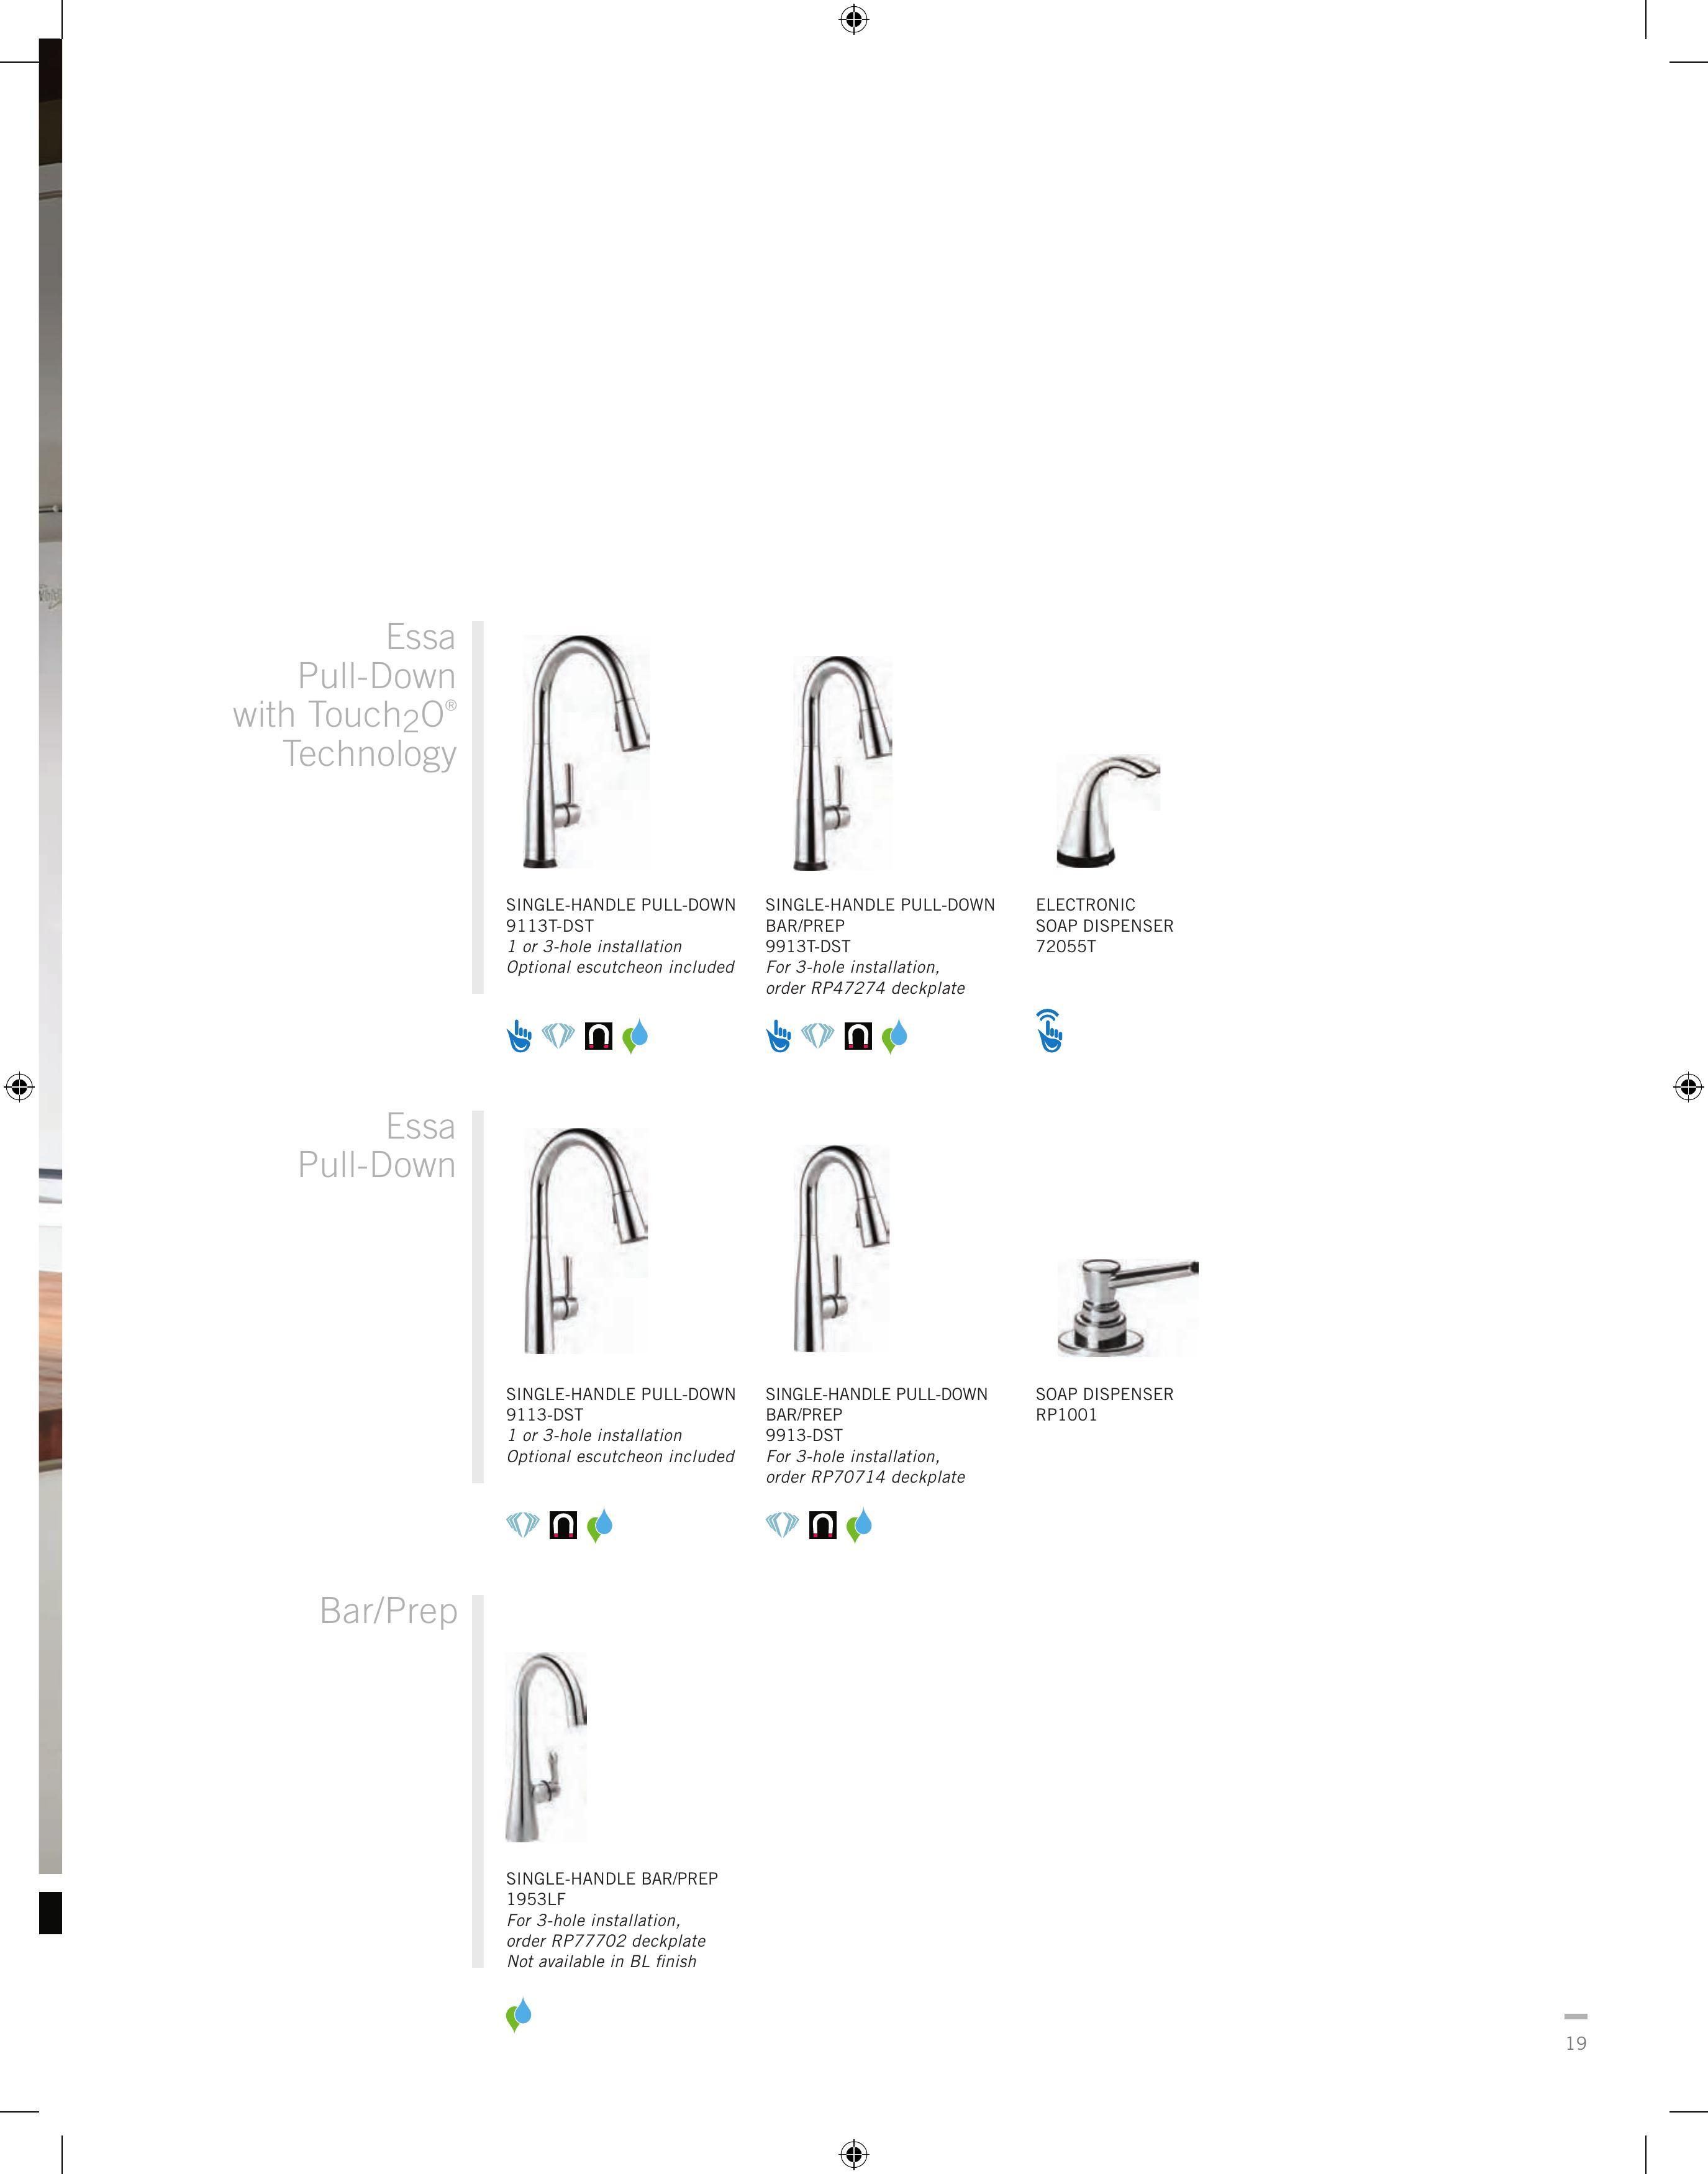 Essa
Pull-Down
with Touch2O®
Technology
SINGLE-HANDLE PULL-DOWN
9113T-DST
1 or 3-hole installation
Optional escutcheon included
SINGLE-HANDLE PULL-DOWN
BAR/PREP
9913T-DST
For 3-hole installation,
order RP47274 deckplate
ELECTRONIC
SOAP DISPENSER
72055T
Essa
Pull-Down
SINGLE-HANDLE PULL-DOWN
9113-DST
1 or 3-hole installation
Optional escutcheon included
SINGLE-HANDLE PULL-DOWN
BAR/PREP
9913-DST
For 3-hole installation,
order RP70714 deckplate
SOAP DISPENSER
RP1001
Bar/Prep
SINGLE-HANDLE BAR/PREP
1953LF
For 3-hole installation,
order RP77702 deckplate
Not available in BL finish
19